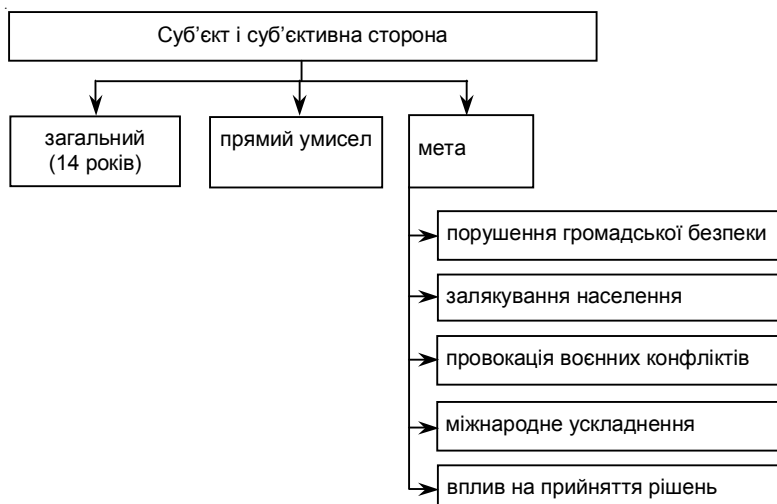 Суб’єкт і суб’єктивна сторона
загальний
(14 років)
прямий умисел
мета
порушення громадської безпеки
залякування населення
провокація воєнних конфліктів
міжнародне ускладнення
вплив на прийняття рішень